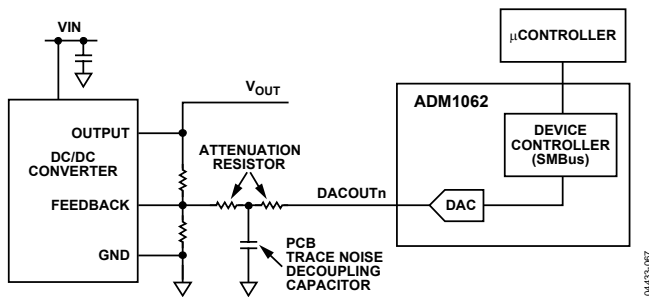 VIN
μCONTROLLER
VOUT
ADM1062
OUTPUT
DC/DC
CONVERTER
ATTENUATION
RESISTOR
DEVICE
CONTROLLER
(SMBus)
FEEDBACK
DACOUTn
DAC
GND
PCB
TRACE NOISE
DECOUPLING
CAPACITOR
04433-067